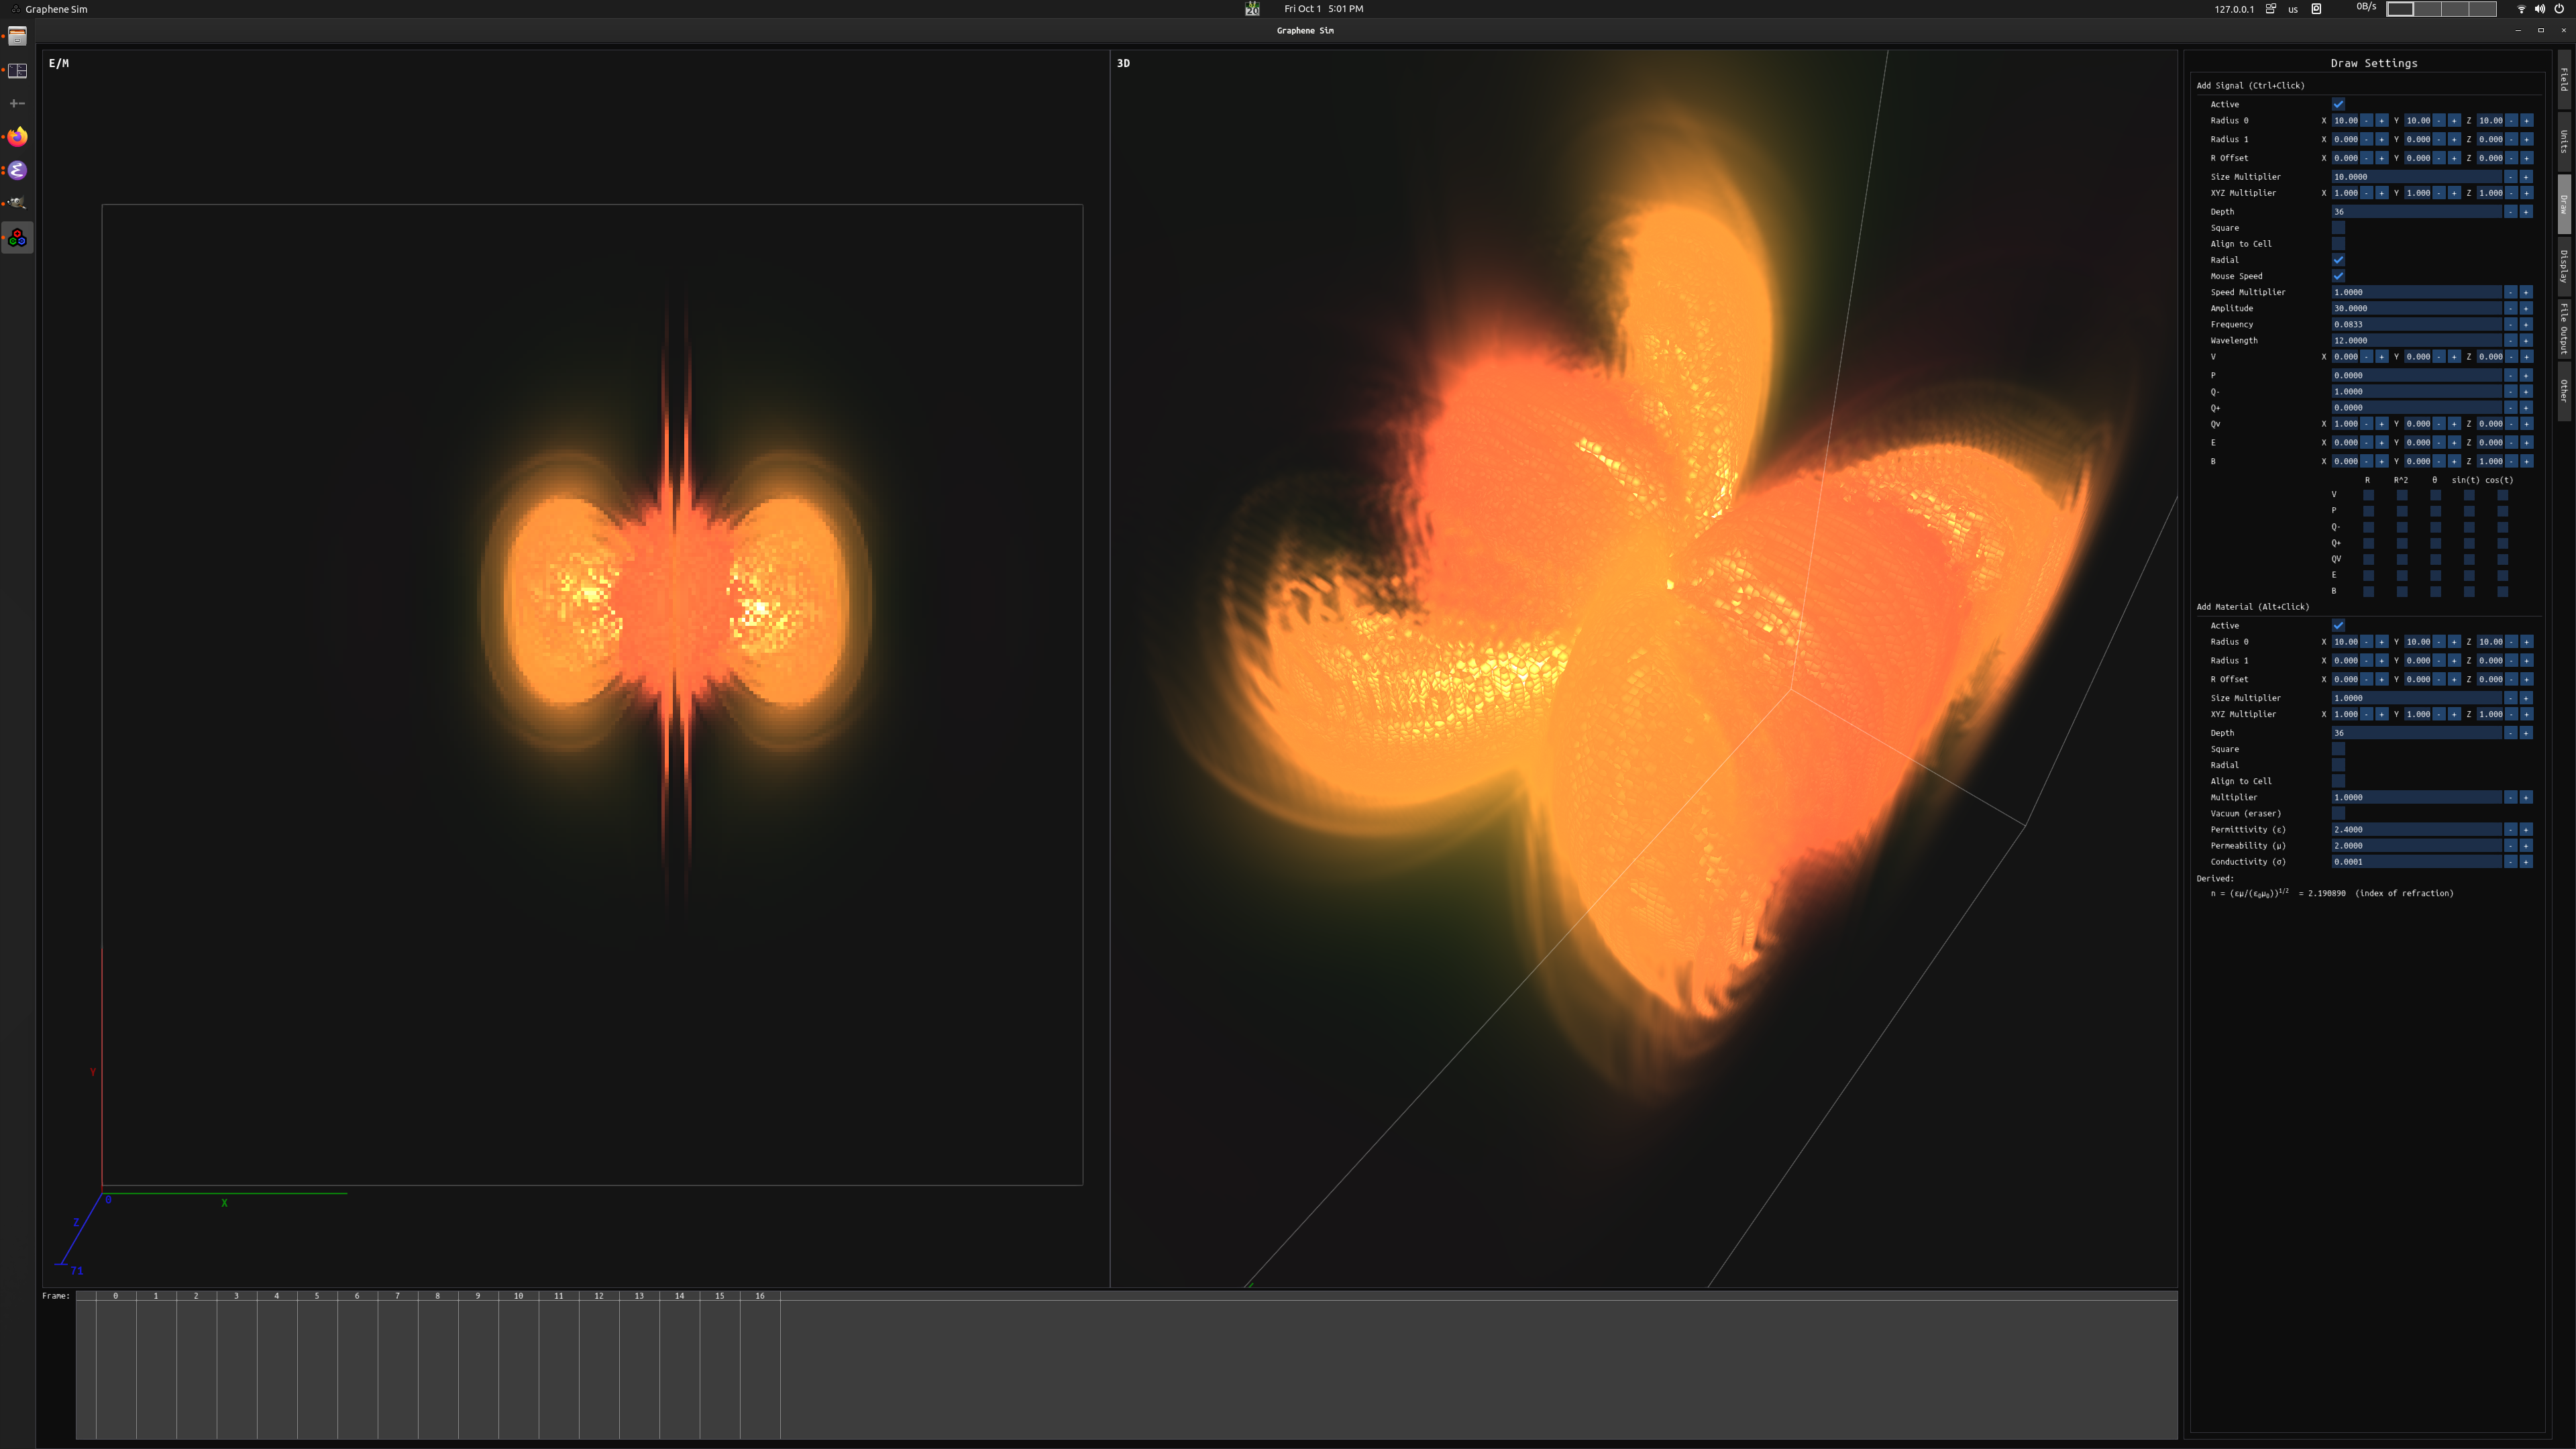 Graphene Sim
20
Fri Oct 1 5:01 PM
127.0.0.1
us
0B/s
Graphene Sim
E/M
3D
Y
0
X
Z
71
Frame: 0 1 2 3 4 5 6 7 8 9 10 11 12 13 14 15 16
Draw Settings
Add Signal (Ctrl+Click)
Active
Radius 0 X 10.00 - + Y 10.00 - + Z 10.00 - +
Radius 1 X 0.000 - + Y 0.000 - + Z 0.000 - +
R Offset X 0.000 - + Y 0.000 - + Z 0.000 - +
Size Multiplier 10.0000 - +
XYZ Multiplier X 1.000 - + Y 1.000 - + Z 1.000 - +
Depth 36 - +
Square
Align to Cell
Radial
Mouse Speed
Speed Multiplier 1.0000 - +
Amplitude 30.0000 - +
Frequency 0.0833 - +
Wavelength 12.0000 - +
V X 0.000 - + Y 0.000 - + Z 0.000 - +
P 0.0000 - +
Q- 1.0000 - +
Q+ 0.0000 - +
Qv X 1.000 - + Y 0.000 - + Z 0.000 - +
E X 0.000 - + Y 0.000 - + Z 0.000 - +
B X 0.000 - + Y 0.000 - + Z 1.000 - +
R R^2 θ sin(t) cos(t)
V
P
Q-
Q+
QV
E
B
Add Material (Alt+Click)
Active
Radius 0 X 10.00 - + Y 10.00 - + Z 10.00 - +
Radius 1 X 0.000 - + Y 0.000 - + Z 0.000 - +
R Offset X 0.000 - + Y 0.000 - + Z 0.000 - +
Size Multiplier 1.0000 - +
XYZ Multiplier X 1.000 - + Y 1.000 - + Z 1.000 - +
Depth 36 - +
Square
Radial
Align to Cell
Multiplier 1.0000 - +
Vacuum (eraser)
Permittivity (ε) 2.4000 - +
Permeability (μ) 2.0000 - +
Conductivity (σ) 0.0001 - +
Derived:
n = (εμ/(ε₀μ₀))¹/² = 2.190890 (index of refraction)
Field
Units
Draw
Display
File Output
Other